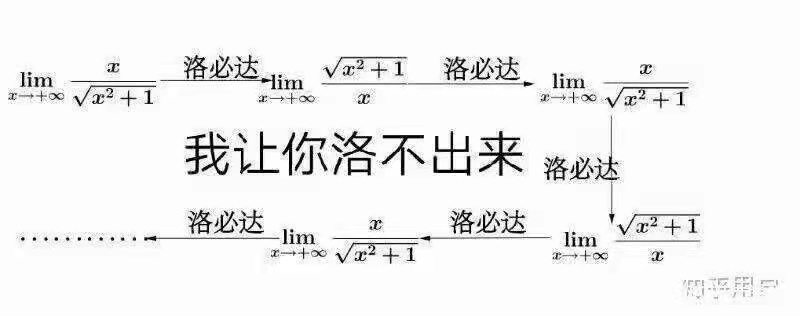 lim x→+∞ x/√(x²+1) 洛必达 lim x→+∞ √(x²+1)/x 洛必达 lim x→+∞ x/√(x²+1)
我让你洛不出来 洛必达
………… 洛必达 lim x→+∞ x/√(x²+1) 洛必达 lim x→+∞ √(x²+1)/x
知乎用户